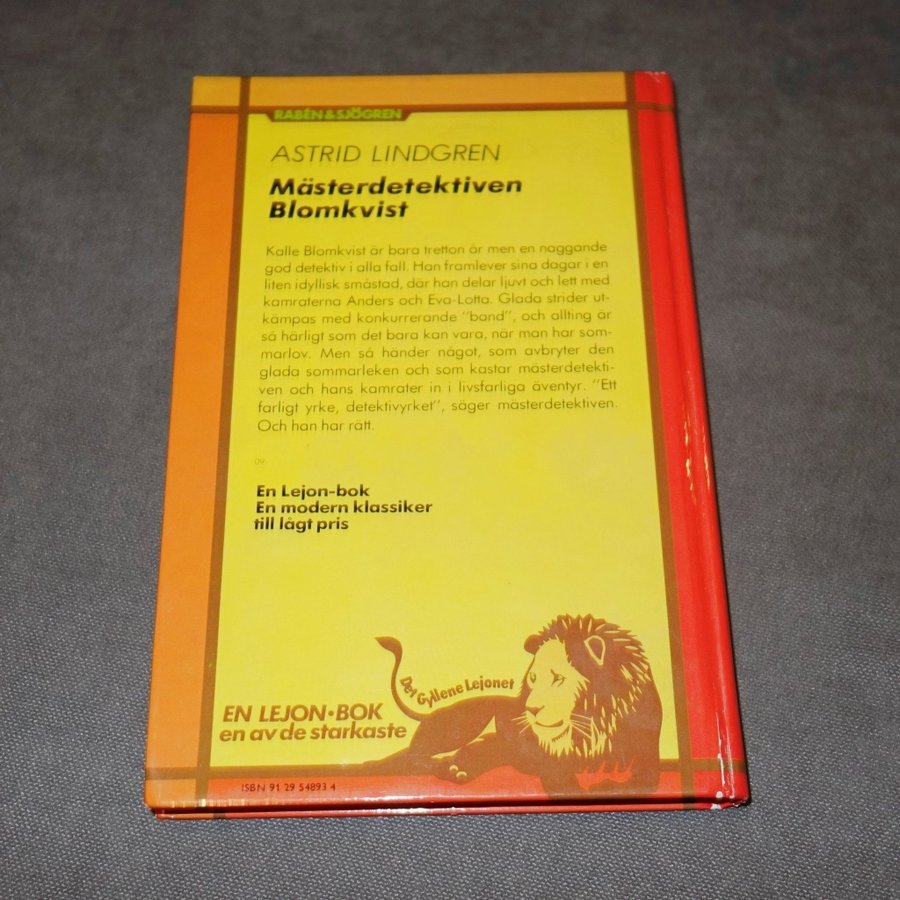 RABÉN & SJÖGREN
ASTRID LINDGREN
Mästerdetektiven
Blomkvist
Kalle Blomkvist är bara tretton år men en naggande
god detektiv i alla fall. Han framlever sina dagar i en
liten idyllisk småstad, där han delar ljuvt och lett med
kamraterna Anders och Eva-Lotta. Glada strider ut-
kämpas med konkurrerande "band", och allting är
så härligt som det bara kan vara, när man har som-
marlov. Men så händer något, som avbryter den
glada sommarleken och som kastar mästerdetekti-
ven och hans kamrater in i livsfarliga äventyr. "Ett
farligt yrke, detektivyrket", säger mästerdetektiven.
Och han har rätt.
09-
En Lejon-bok
En modern klassiker
till lågt pris
Det Gyllene Lejonet
EN LEJON•BOK
en av de starkaste
ISBN 91 29 54893 4